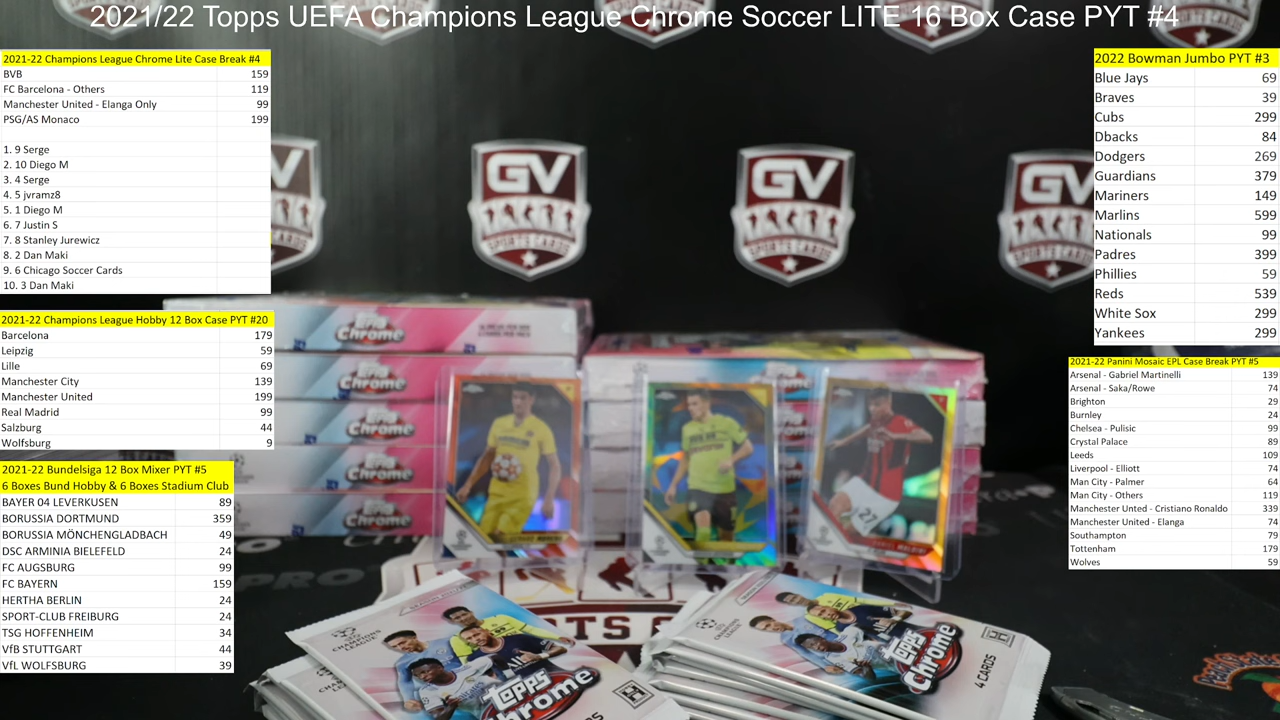 2021/22 Topps UEFA Champions League Chrome Soccer LITE 16 Box Case PYT #4
2021-22 Champions League Chrome Lite Case Break #4
BVB 159
FC Barcelona - Others 119
Manchester United - Elanga Only 99
PSG/AS Monaco 199
1. 9 Serge
2. 10 Diego M
3. 4 Serge
4. 5 jvramz8
5. 1 Diego M
6. 7 Justin S
7. 8 Stanley Jurewicz
8. 2 Dan Maki
9. 6 Chicago Soccer Cards
10. 3 Dan Maki
2021-22 Champions League Hobby 12 Box Case PYT #20
Barcelona 179
Leipzig 59
Lille 69
Manchester City 139
Manchester United 199
Real Madrid 99
Salzburg 44
Wolfsburg 9
2021-22 Bundelsiga 12 Box Mixer PYT #5
6 Boxes Bund Hobby & 6 Boxes Stadium Club
BAYER 04 LEVERKUSEN 89
BORUSSIA DORTMUND 359
BORUSSIA MÖNCHENGLADBACH 49
DSC ARMINIA BIELEFELD 24
FC AUGSBURG 99
FC BAYERN 159
HERTHA BERLIN 24
SPORT-CLUB FREIBURG 24
TSG HOFFENHEIM 34
VfB STUTTGART 44
VfL WOLFSBURG 39
2022 Bowman Jumbo PYT #3
Blue Jays 69
Braves 39
Cubs 299
Dbacks 84
Dodgers 269
Guardians 379
Mariners 149
Marlins 599
Nationals 99
Padres 399
Phillies 59
Reds 539
White Sox 299
Yankees 299
2021-22 Panini Mosaic EPL Case Break PYT #5
Arsenal - Gabriel Martinelli 139
Arsenal - Saka/Rowe 74
Brighton 29
Burnley 24
Chelsea - Pulisic 99
Crystal Palace 89
Leeds 109
Liverpool - Elliott 74
Man City - Palmer 64
Man City - Others 119
Manchester Unted - Cristiano Ronaldo 339
Manchester United - Elanga 74
Southampton 79
Tottenham 179
Wolves 59
GV
SPORTS CARDS
GV
SPORTS CARDS
Topps Chrome
Chrome
Chrome
Chrome
Chrome
CHAMPIONS LEAGUE
Topps Chrome
H
CHAMPIONS LEAGUE
Topps Chrome
H
4 CARDS